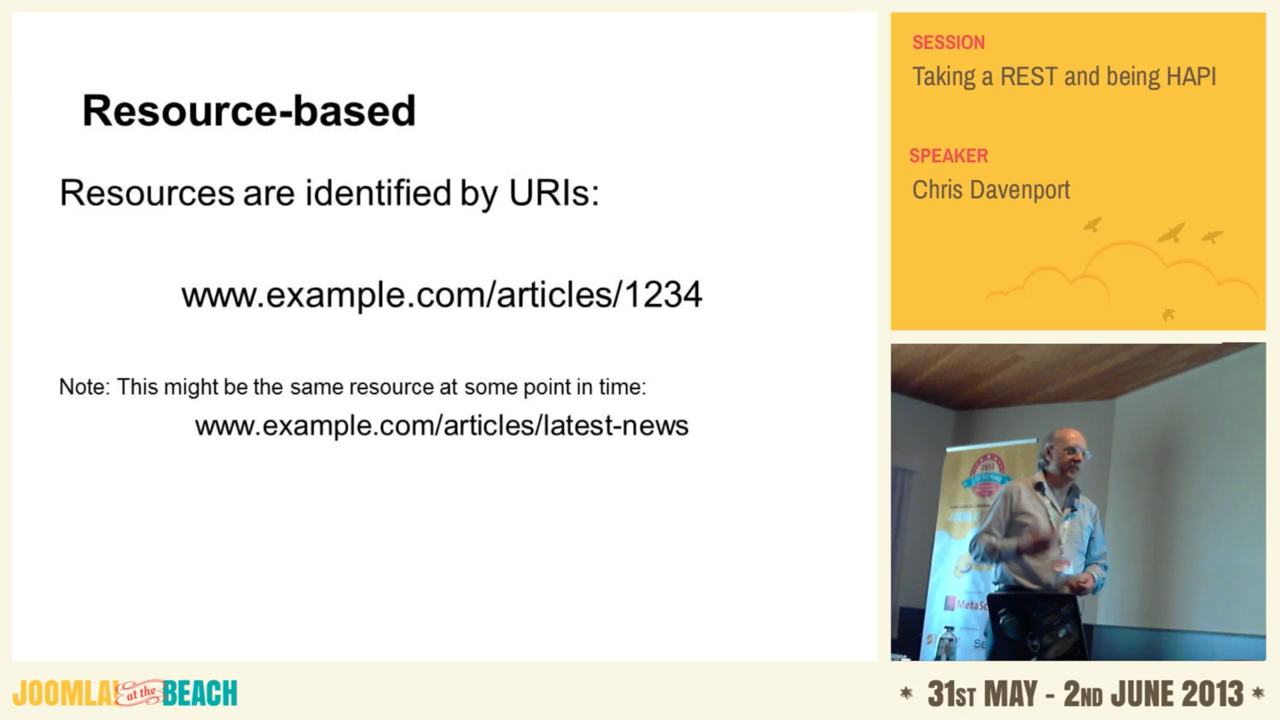 Resource-based
Resources are identified by URIs:
www.example.com/articles/1234
Note: This might be the same resource at some point in time:
www.example.com/articles/latest-news
SESSION
Taking a REST and being HAPI
SPEAKER
Chris Davenport
2013
JOOMLA! at the BEACH
* 31ST MAY - 2ND JUNE 2013 *